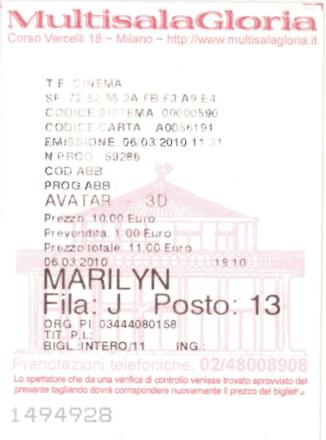 MultisalaGloria
Corso Vercelli 18 ~ Milano ~ http://www.multisalagloria.it
T.E. CINEMA
SF. 72 52 55 2A FB F3 A9 E4
CODICE SISTEMA 00000590
CODICE CARTA A0056191
EMISSIONE 06.03.2010 11:31
N.PROG. 59286
COD.ABB
PROG.ABB.:
AVATAR - 3D
Prezzo 10,00 Euro
Prevendita: 1,00 Euro
Prezzo totale: 11.00 Euro
06.03.2010 19.10
MARILYN
Fila: J Posto: 13
ORG. PI: 03444080158
TIT. P.I.:
BIGL.:INTERO/11 ING.:
Prenotazioni telefoniche: 02/48008908
Lo spettatore che da una verifica di controllo venisse trovato sprovvisto del
presente tagliando dovrà corrispondere nuovamente il prezzo del biglietto.
1494928